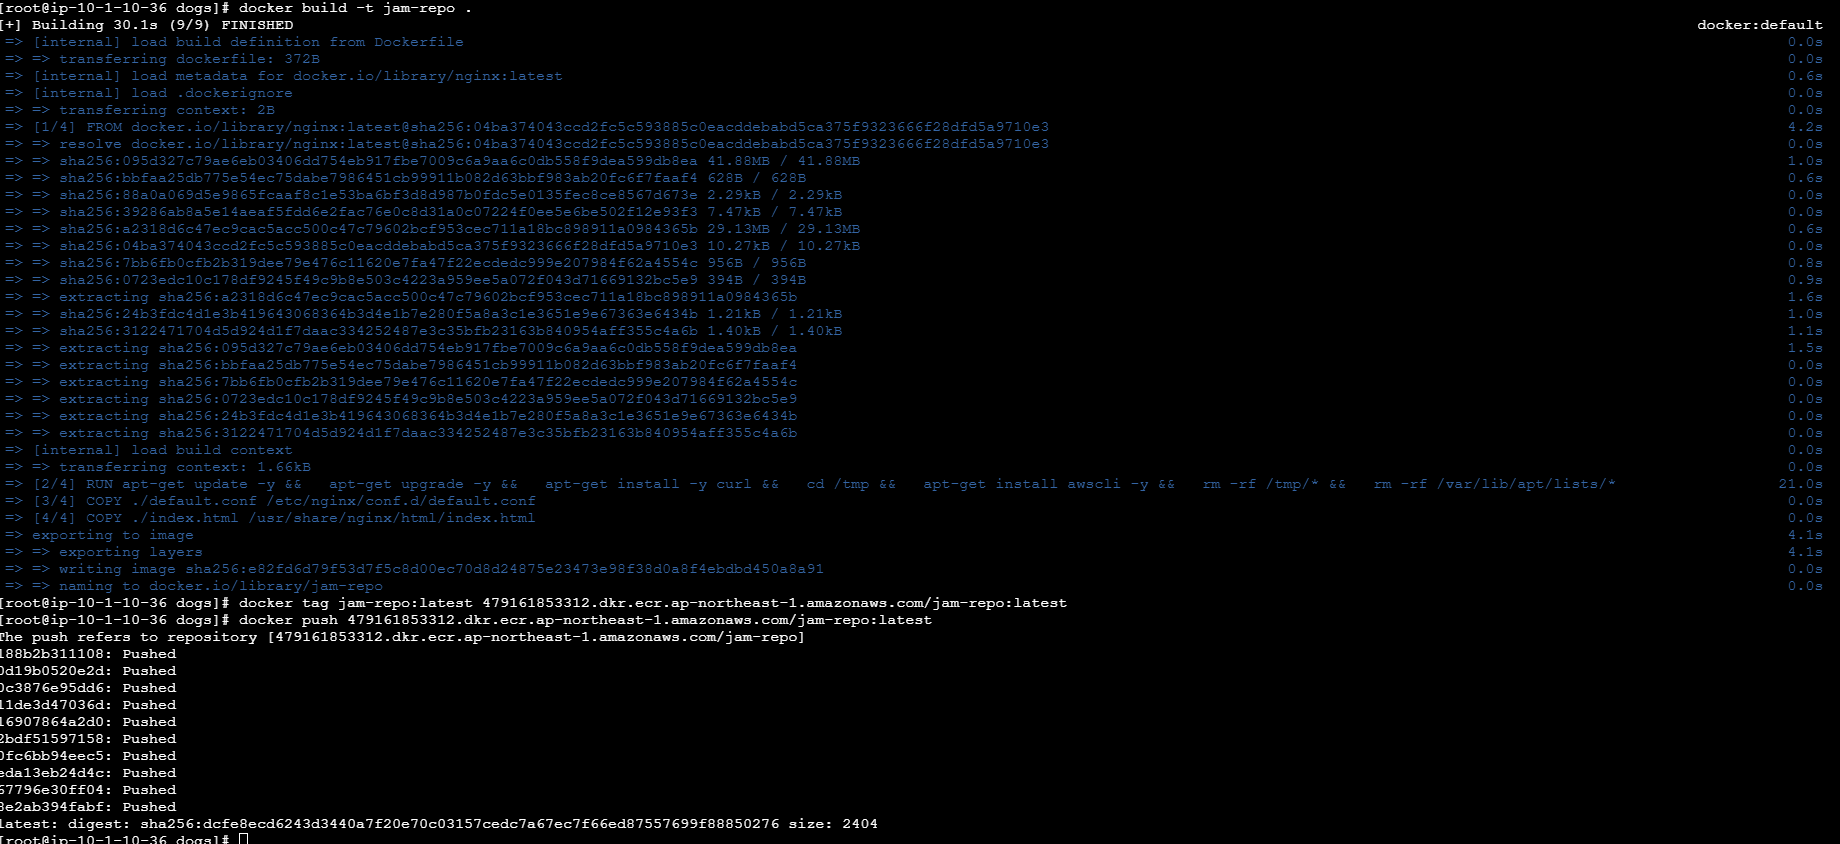 [root@ip-10-1-10-36 dogs]# docker build -t jam-repo .
[+] Building 30.1s (9/9) FINISHED docker:default
=> [internal] load build definition from Dockerfile 0.0s
=> => transferring dockerfile: 372B 0.0s
=> [internal] load metadata for docker.io/library/nginx:latest 0.6s
=> [internal] load .dockerignore 0.0s
=> => transferring context: 2B 0.0s
=> [1/4] FROM docker.io/library/nginx:latest@sha256:04ba374043ccd2fc5c593885c0eacddebabd5ca375f9323666f28dfd5a9710e3 4.2s
=> => resolve docker.io/library/nginx:latest@sha256:04ba374043ccd2fc5c593885c0eacddebabd5ca375f9323666f28dfd5a9710e3 0.0s
=> => sha256:095d327c79ae6eb03406dd754eb917fbe7009c6a9aa6c0db558f9dea599db8ea 41.88MB / 41.88MB 1.0s
=> => sha256:bbfaa25db775e54ec75dabe7986451cb99911b082d63bbf983ab20fc6f7faaf4 628B / 628B 0.6s
=> => sha256:88a0a069d5e9865fcaaf8c1e53ba6bf3d8d987b0fdc5e0135fec8ce8567d673e 2.29kB / 2.29kB 0.0s
=> => sha256:39286ab8a5e14aeaf5fdd6e2fac76e0c8d31a0c07224f0ee5e6be502f12e93f3 7.47kB / 7.47kB 0.0s
=> => sha256:a2318d6c47ec9cac5acc500c47c79602bcf953cec711a18bc898911a0984365b 29.13MB / 29.13MB 0.6s
=> => sha256:04ba374043ccd2fc5c593885c0eacddebabd5ca375f9323666f28dfd5a9710e3 10.27kB / 10.27kB 0.0s
=> => sha256:7bb6fb0cfb2b319dee79e476c11620e7fa47f22ecdedc999e207984f62a4554c 956B / 956B 0.8s
=> => sha256:0723edc10c178df9245f49c9b8e503c4223a959ee5a072f043d71669132bc5e9 394B / 394B 0.9s
=> => extracting sha256:a2318d6c47ec9cac5acc500c47c79602bcf953cec711a18bc898911a0984365b 1.6s
=> => sha256:24b3fdc4d1e3b419643068364b3d4e1b7e280f5a8a3c1e3651e9e67363e6434b 1.21kB / 1.21kB 1.0s
=> => sha256:3122471704d5d924d1f7daac334252487e3c35bfb23163b840954aff355c4a6b 1.40kB / 1.40kB 1.1s
=> => extracting sha256:095d327c79ae6eb03406dd754eb917fbe7009c6a9aa6c0db558f9dea599db8ea 1.5s
=> => extracting sha256:bbfaa25db775e54ec75dabe7986451cb99911b082d63bbf983ab20fc6f7faaf4 0.0s
=> => extracting sha256:7bb6fb0cfb2b319dee79e476c11620e7fa47f22ecdedc999e207984f62a4554c 0.0s
=> => extracting sha256:0723edc10c178df9245f49c9b8e503c4223a959ee5a072f043d71669132bc5e9 0.0s
=> => extracting sha256:24b3fdc4d1e3b419643068364b3d4e1b7e280f5a8a3c1e3651e9e67363e6434b 0.0s
=> => extracting sha256:3122471704d5d924d1f7daac334252487e3c35bfb23163b840954aff355c4a6b 0.0s
=> [internal] load build context 0.0s
=> => transferring context: 1.66kB 0.0s
=> [2/4] RUN apt-get update -y && apt-get upgrade -y && apt-get install -y curl && cd /tmp && apt-get install awscli -y && rm -rf /tmp/* && rm -rf /var/lib/apt/lists/* 21.0s
=> [3/4] COPY ./default.conf /etc/nginx/conf.d/default.conf 0.0s
=> [4/4] COPY ./index.html /usr/share/nginx/html/index.html 0.0s
=> exporting to image 4.1s
=> => exporting layers 4.1s
=> => writing image sha256:e82fd6d79f53d7f5c8d00ec70d8d24875e23473e98f38d0a8f4ebdbd450a8a91 0.0s
=> => naming to docker.io/library/jam-repo 0.0s
[root@ip-10-1-10-36 dogs]# docker tag jam-repo:latest 479161853312.dkr.ecr.ap-northeast-1.amazonaws.com/jam-repo:latest
[root@ip-10-1-10-36 dogs]# docker push 479161853312.dkr.ecr.ap-northeast-1.amazonaws.com/jam-repo:latest
The push refers to repository [479161853312.dkr.ecr.ap-northeast-1.amazonaws.com/jam-repo]
188b2b311108: Pushed
0d19b0520e2d: Pushed
0c3876e95dd6: Pushed
11de3d47036d: Pushed
16907864a2d0: Pushed
2bdf51597158: Pushed
0fc6bb94eec5: Pushed
eda13eb24d4c: Pushed
67796e30ff04: Pushed
8e2ab394fabf: Pushed
latest: digest: sha256:dcfe8ecd6243d3440a7f20e70c03157cedc7a67ec7f66ed87557699f88850276 size: 2404
[root@ip-10-1-10-36 dogs]#